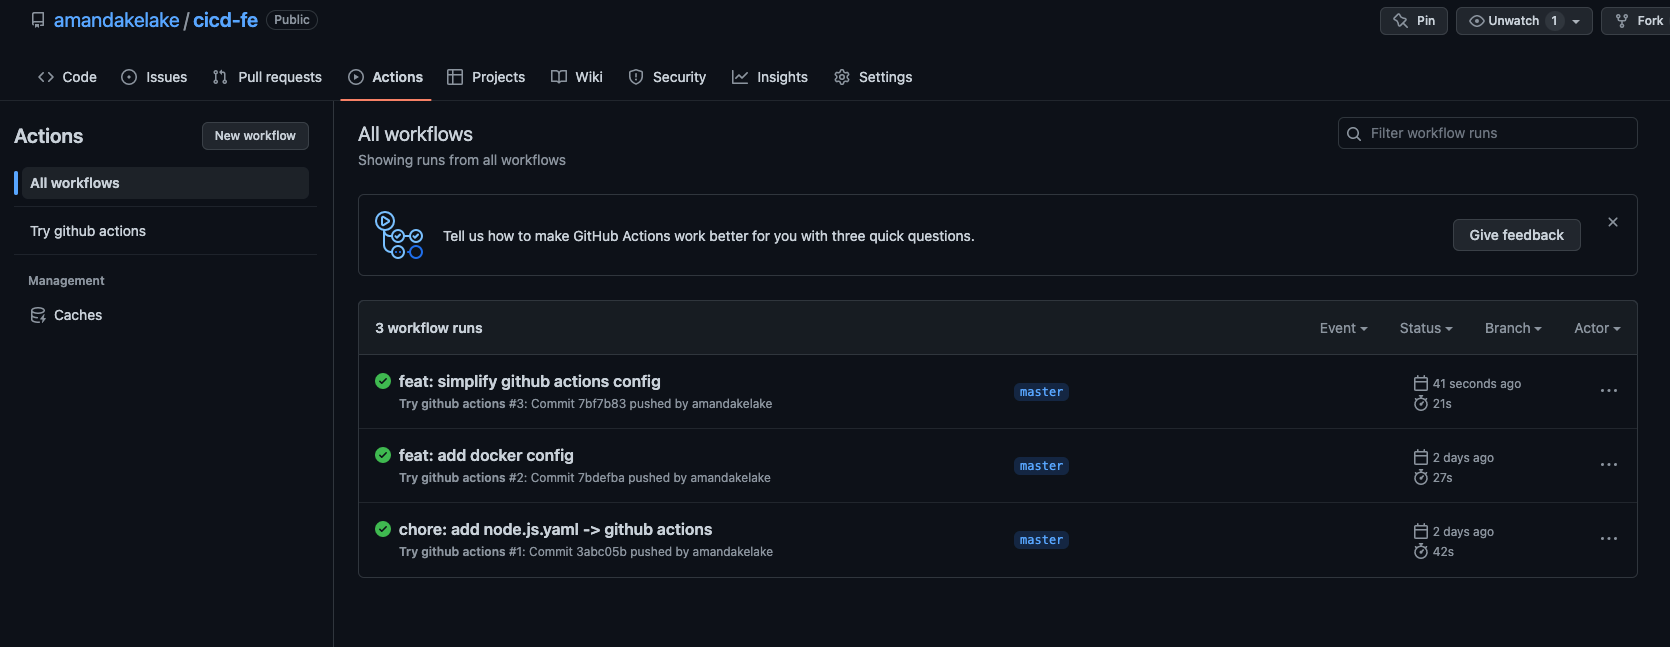 amandakelake / cicd-fe Public
Pin
Unwatch 1
Fork
Code
Issues
Pull requests
Actions
Projects
Wiki
Security
Insights
Settings
Actions
New workflow
All workflows
Try github actions
Management
Caches
All workflows
Showing runs from all workflows
Filter workflow runs
Tell us how to make GitHub Actions work better for you with three quick questions.
Give feedback
3 workflow runs
Event
Status
Branch
Actor
feat: simplify github actions config
Try github actions #3: Commit 7bf7b83 pushed by amandakelake
master
41 seconds ago
21s
feat: add docker config
Try github actions #2: Commit 7bdefba pushed by amandakelake
master
2 days ago
27s
chore: add node.js.yaml -> github actions
Try github actions #1: Commit 3abc05b pushed by amandakelake
master
2 days ago
42s